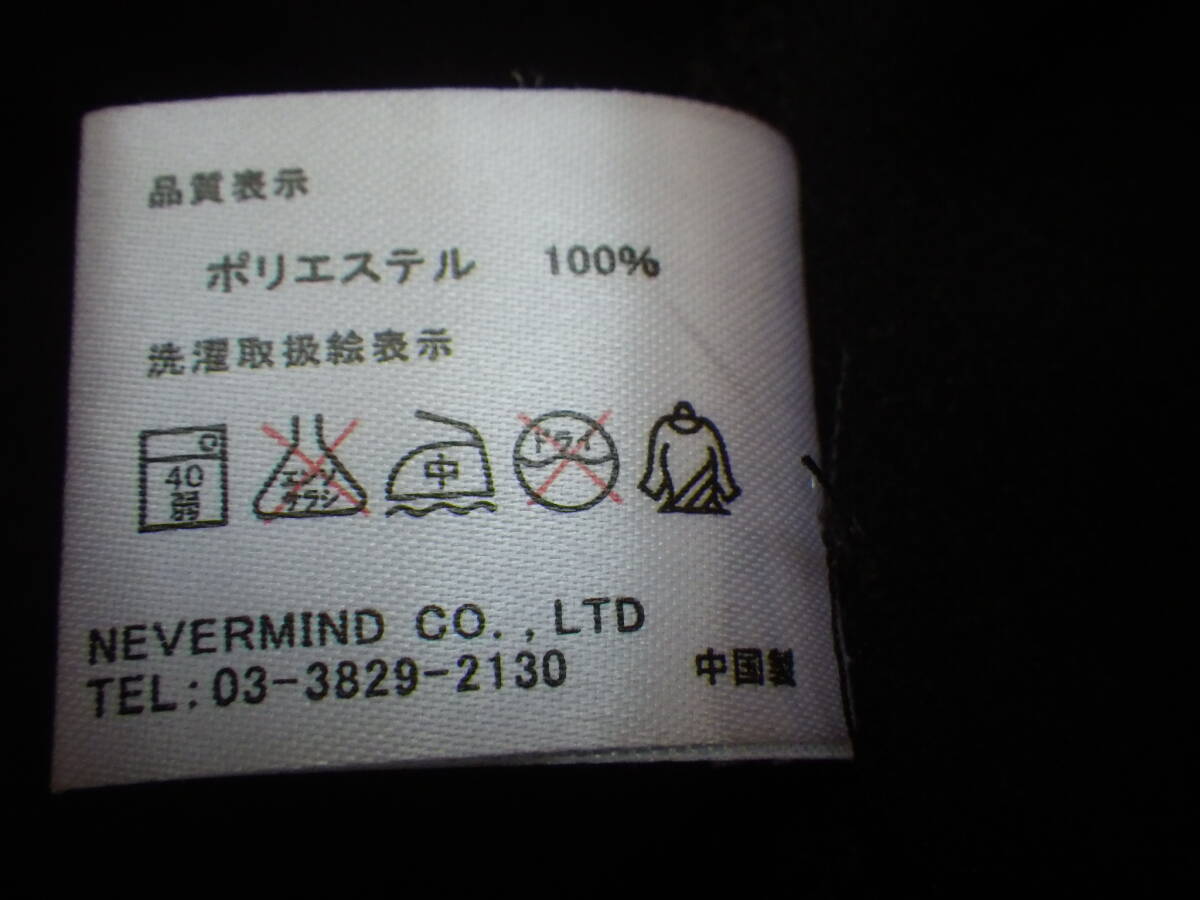 品質表示
ポリエステル 100%
洗濯取扱絵表示
40
弱
エンソ
チラシ
中
ドライ
NEVERMIND CO.,LTD
TEL:03-3829-2130
中国製